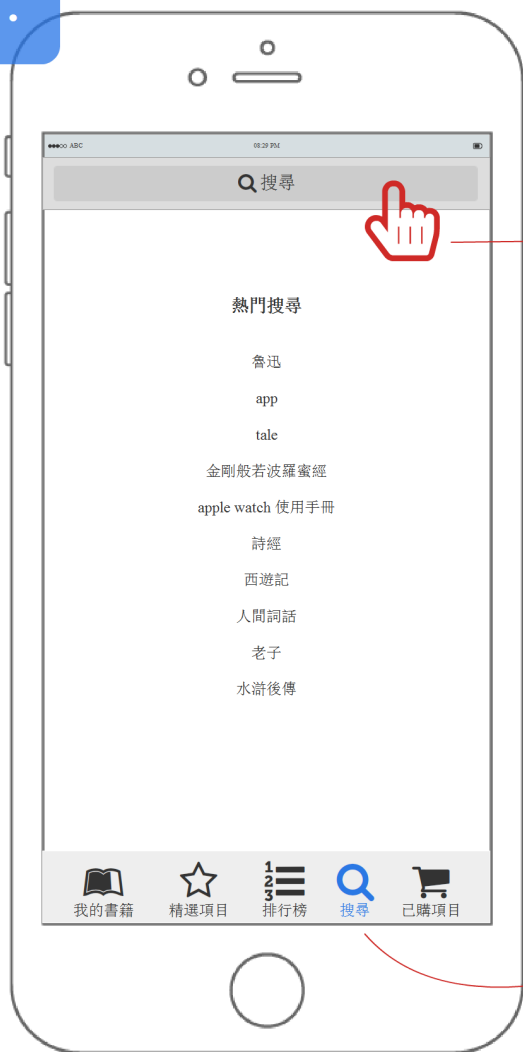 ABC 08:29 PM
搜尋
熱門搜尋
魯迅
app
tale
金剛般若波羅蜜經
apple watch 使用手冊
詩經
西遊記
人間詞話
老子
水滸後傳
1
2
3
我的書籍 精選項目 排行榜 搜尋 已購項目